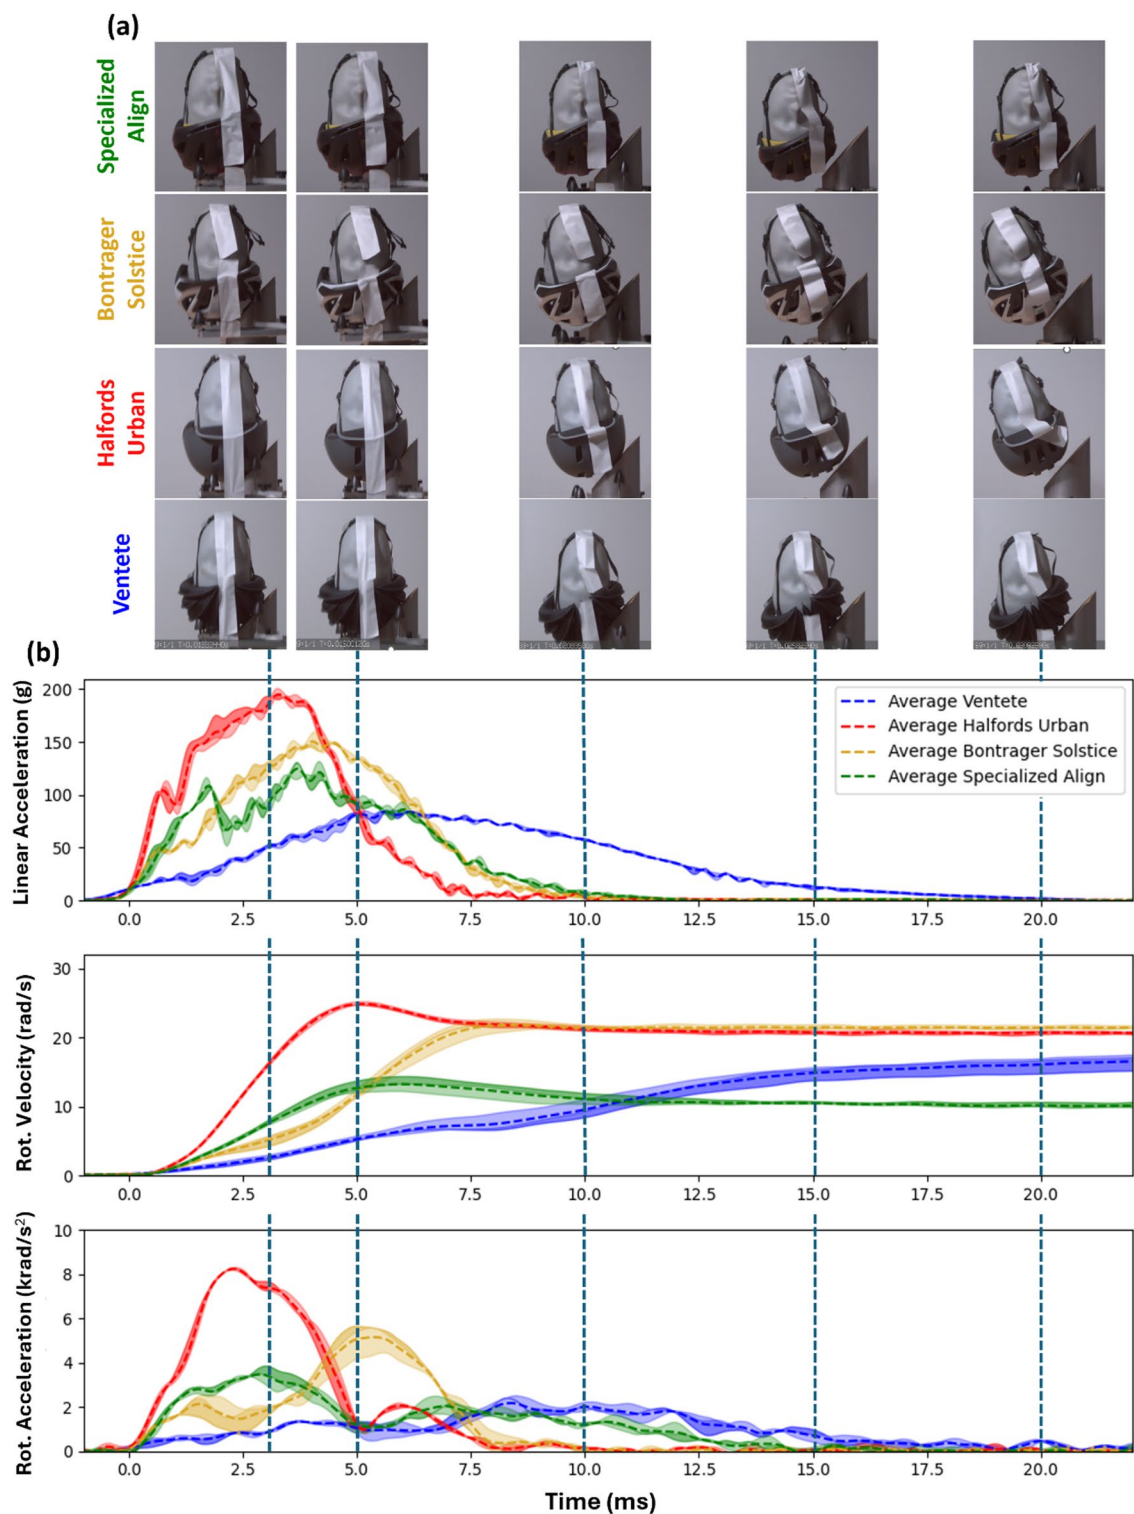 (a)
Specialized
Align
Bontrager
Solstice
Halfords
Urban
Ventete
(b)
Linear Acceleration (g)
200
150
100
50
0
Average Ventete
Average Halfords Urban
Average Bontrager Solstice
Average Specialized Align
0.0 2.5 5.0 7.5 10.0 12.5 15.0 17.5 20.0
Rot. Velocity (rad/s)
30
20
10
0
0.0 2.5 5.0 7.5 10.0 12.5 15.0 17.5 20.0
Rot. Acceleration (krad/s²)
10
8
6
4
2
0
0.0 2.5 5.0 7.5 10.0 12.5 15.0 17.5 20.0
Time (ms)